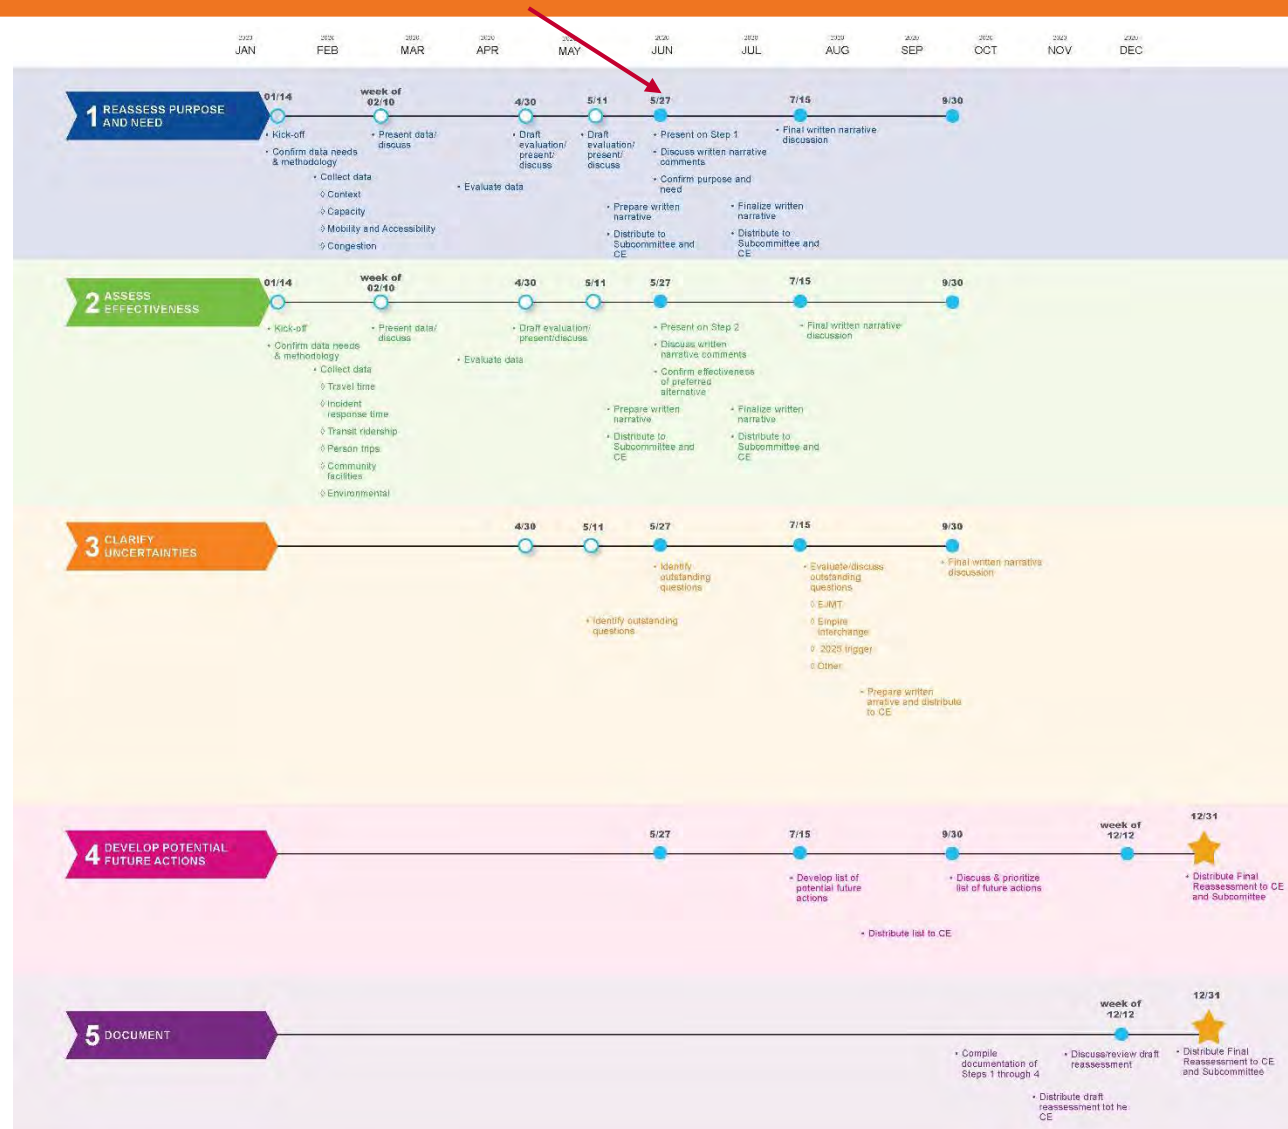 2020 2020 2020 2020 2020 2020 2020 2020 2020 2020 2020
JAN FEB MAR APR MAY JUN JUL AUG SEP OCT NOV DEC
1 REASSESS PURPOSE
AND NEED
01/14
week of
02/10
4/30
5/11
5/27
7/15
9/30
• Kick-off
• Confirm data needs
& methodology
• Collect data
◊ Context
◊ Capacity
◊ Mobility and Accessibility
◊ Congestion
• Present data/
discuss
• Evaluate data
• Draft
evaluation/
present/
discuss
• Draft
evaluation/
present/
discuss
• Prepare written
narrative
• Distribute to
Subcommittee and
CE
• Present on Step 1
• Discuss written narrative
comments
• Confirm purpose and
need
• Finalize written
narrative
• Distribute to
Subcommittee and
CE
• Final written narrative
discussion
2 ASSESS
EFFECTIVENESS
01/14
week of
02/10
4/30
5/11
5/27
7/15
9/30
• Kick-off
• Confirm data needs
& methodology
• Collect data
◊ Travel time
◊ Incident
response time
◊ Transit ridership
◊ Person trips
◊ Community
facilities
◊ Environmental
• Present data/
discuss
• Evaluate data
• Draft evaluation/
present/discuss
• Prepare written
narrative
• Distribute to
Subcommittee and
CE
• Present on Step 2
• Discuss written
narrative comments
• Confirm effectiveness
of preferred
alternative
• Finalize written
narrative
• Distribute to
Subcommittee and
CE
• Final written narrative
discussion
3 CLARIFY
UNCERTAINTIES
4/30
5/11
5/27
7/15
9/30
• Identify outstanding
questions
• Identify
outstanding
questions
• Evaluate/discuss
outstanding
questions
◊ EJMT
◊ Empire
interchange
◊ 2025 trigger
◊ Other
• Prepare written
arrative and distribute
to CE
• Final written narrative
discussion
4 DEVELOP POTENTIAL
FUTURE ACTIONS
5/27
7/15
9/30
week of
12/12
12/31
• Develop list of
potential future
actions
• Distribute list to CE
• Discuss & prioritize
list of future actions
• Distribute Final
Reassessment to CE
and Subcomittee
5 DOCUMENT
week of
12/12
12/31
• Compile
documentation of
Steps 1 through 4
• Distribute draft
reassessment tot he
CE
• Discuss/review draft
reassessment
• Distribute Final
Reassessment to CE
and Subcommittee